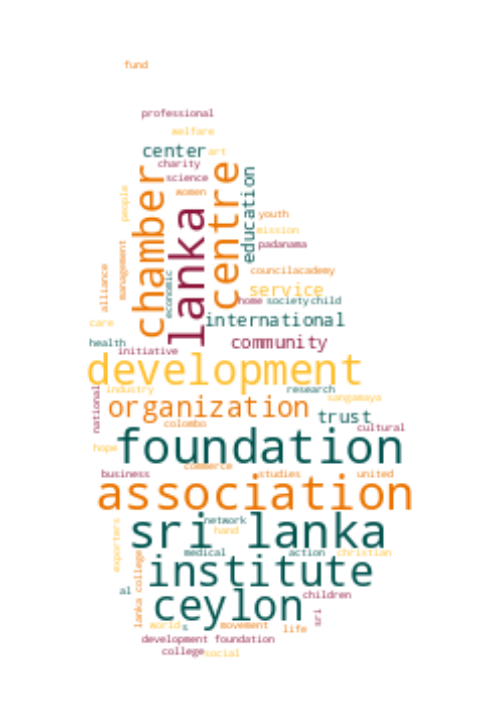 fund
professional
welfare
center
art
charity
science
women
chamber
lanka
centre
education
people
youth
mission
padanama
management
alliance
economic
councilacademy
service
home
society
child
care
international
health
initiative
community
development
national
industry
research
sangamaya
organization
trust
colombo
cultural
hope
foundation
commerce
business
studies
united
association
sri lanka
network
hand
exporters
medical
action
christian
institute
lanka college
al
children
ceylon
sri
world
s
movement
life
development foundation
college
social